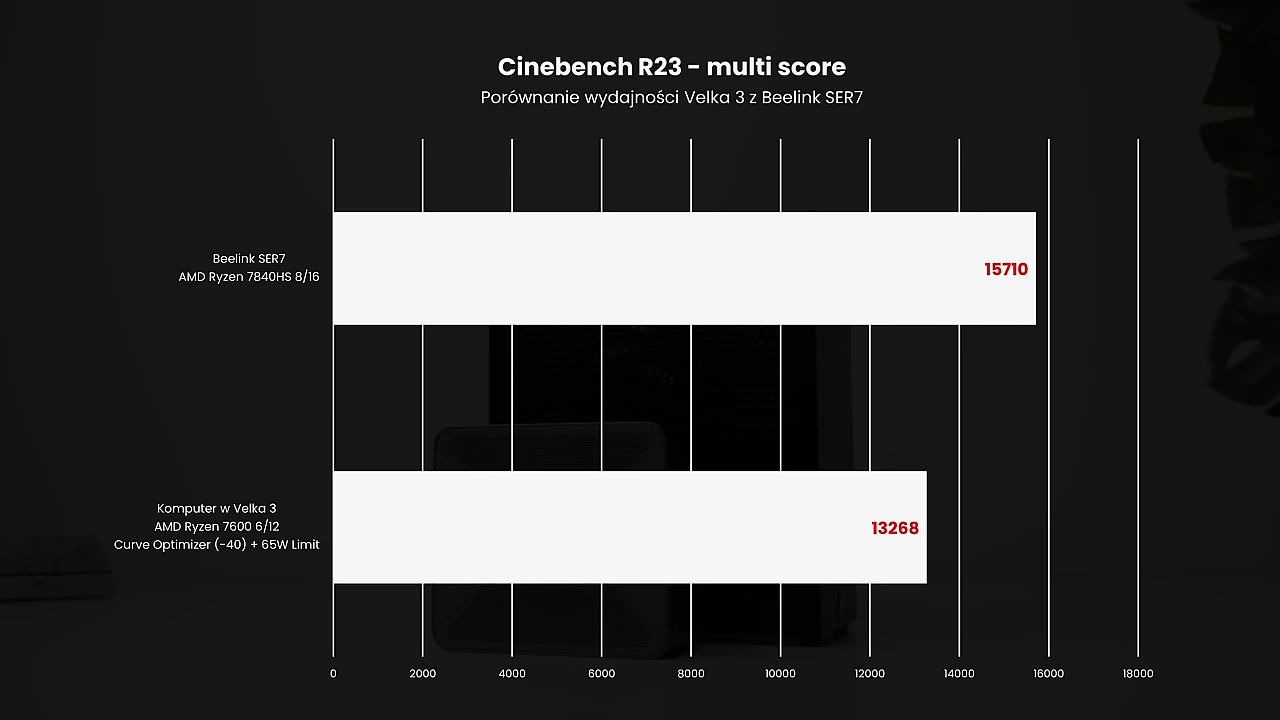 Cinebench R23 - multi score
Porównanie wydajności Velka 3 z Beelink SER7
Beelink SER7
AMD Ryzen 7840HS 8/16
15710
Komputer w Velka 3
AMD Ryzen 7600 6/12
Curve Optimizer (-40) + 65W Limit
13268
0 2000 4000 6000 8000 10000 12000 14000 16000 18000